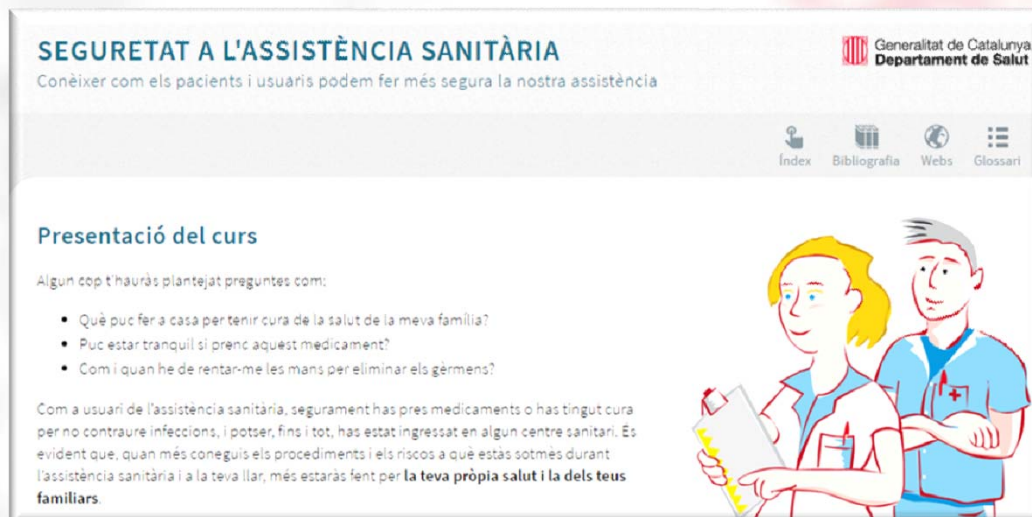 SEGURETAT A L'ASSISTÈNCIA SANITÀRIA
Conèixer com els pacients i usuaris podem fer més segura la nostra assistència
Generalitat de Catalunya
Departament de Salut
Índex
Bibliografia
Webs
Glossari
Presentació del curs
Algun cop t'hauràs plantejat preguntes com:
• Què puc fer a casa per tenir cura de la salut de la meva família?
• Puc estar tranquil si prenc aquest medicament?
• Com i quan he de rentar-me les mans per eliminar els gèrmens?
Com a usuari de l'assistència sanitària, segurament has pres medicaments o has tingut cura
per no contraure infeccions, i potser, fins i tot, has estat ingressat en algun centre sanitari. És
evident que, quan més coneguis els procediments i els riscos a què estàs sotmès durant
l'assistència sanitària i a la teva llar, més estaràs fent per la teva pròpia salut i la dels teus
familiars.